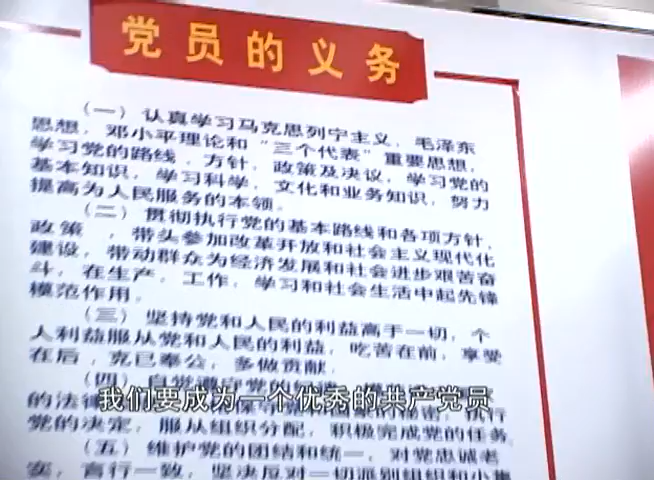 党员的义务
(一)认真学习马克思列宁主义，毛泽东
思想，邓小平理论和“三个代表”重要思想，
学习党的路线，方针，政策及决议，学习党的
基本知识，学习科学，文化和业务知识，努力
提高为人民服务的本领。
(二)贯彻执行党的基本路线和各项方针，
政策，带头参加改革开放和社会主义现代化
建设，带动群众为经济发展和社会进步艰苦奋
斗，在生产，工作，学习和社会生活中起先锋
模范作用。
(三)坚持党和人民的利益高于一切，个
人利益服从党和人民的利益，吃苦在前，享受
在后，克己奉公，多做贡献。
(四)自觉遵守党的
的法律
执行
我们要成为一个优秀的共产党员
党的决定，服从组织分配，积极完成党的任务
(五)维护党的团结和统一，对党忠诚老
实，言行一致，坚决反对一切派别组织和小集